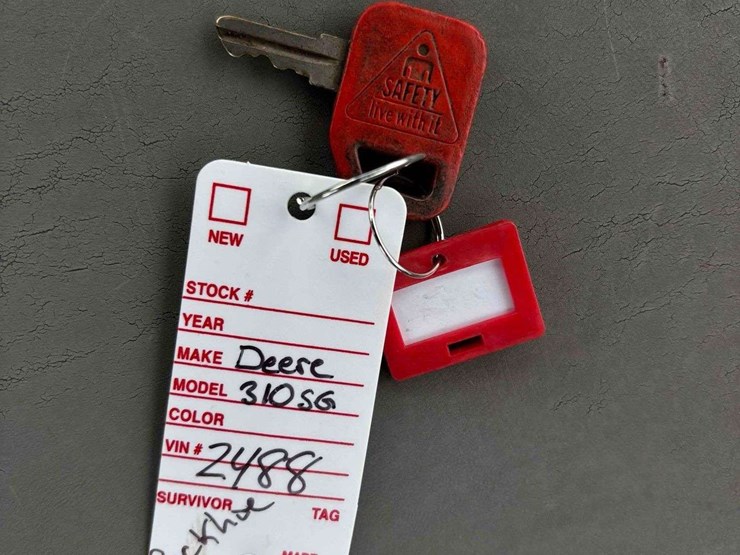 SAFETY
live with it
NEW
USED
STOCK #
YEAR
MAKE Deere
MODEL 310SG
COLOR
VIN # 2488
SURVIVOR TAG